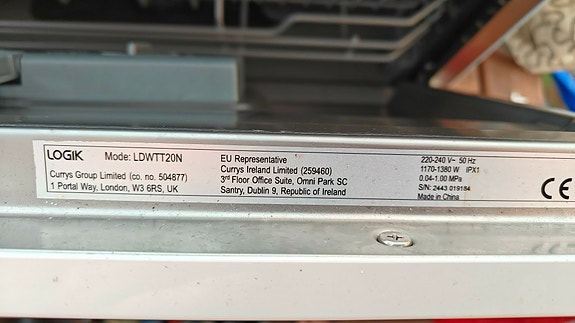 LOGIK Mode: LDWTT20N
Currys Group Limited (co. no. 504877)
1 Portal Way, London, W3 6RS, UK
EU Representative
Currys Ireland Limited (259460)
3rd Floor Office Suite, Omni Park SC
Santry, Dublin 9, Republic of Ireland
220-240 V~ 50 Hz
1170-1380 W IPX1
0.04-1.00 MPa
S/N: 2443 019184
Made in China
CE